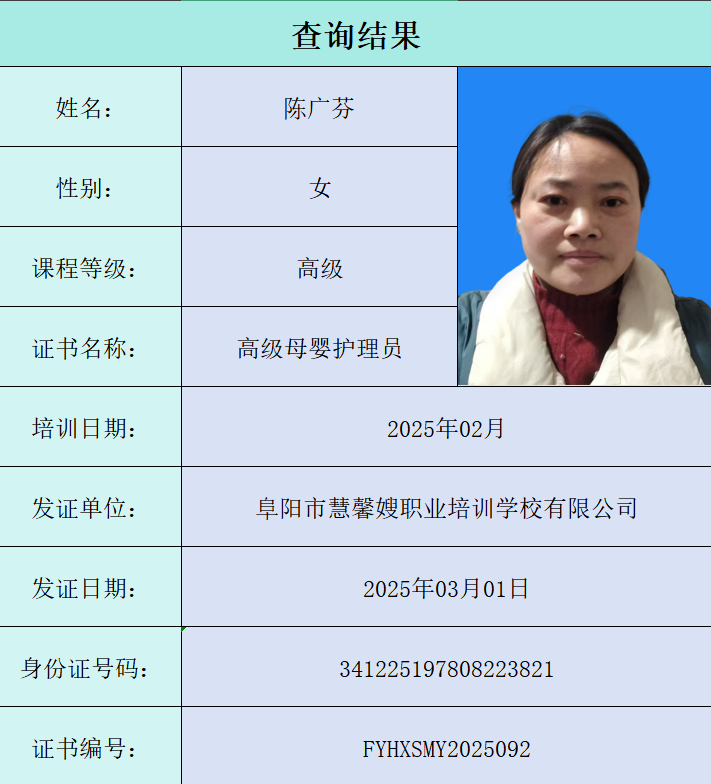 查询结果
姓名： 陈广芬
性别： 女
课程等级： 高级
证书名称： 高级母婴护理员
培训日期： 2025年02月
发证单位： 阜阳市慧馨嫂职业培训学校有限公司
发证日期： 2025年03月01日
身份证号码： 341225197808223821
证书编号： FYHXSMY2025092